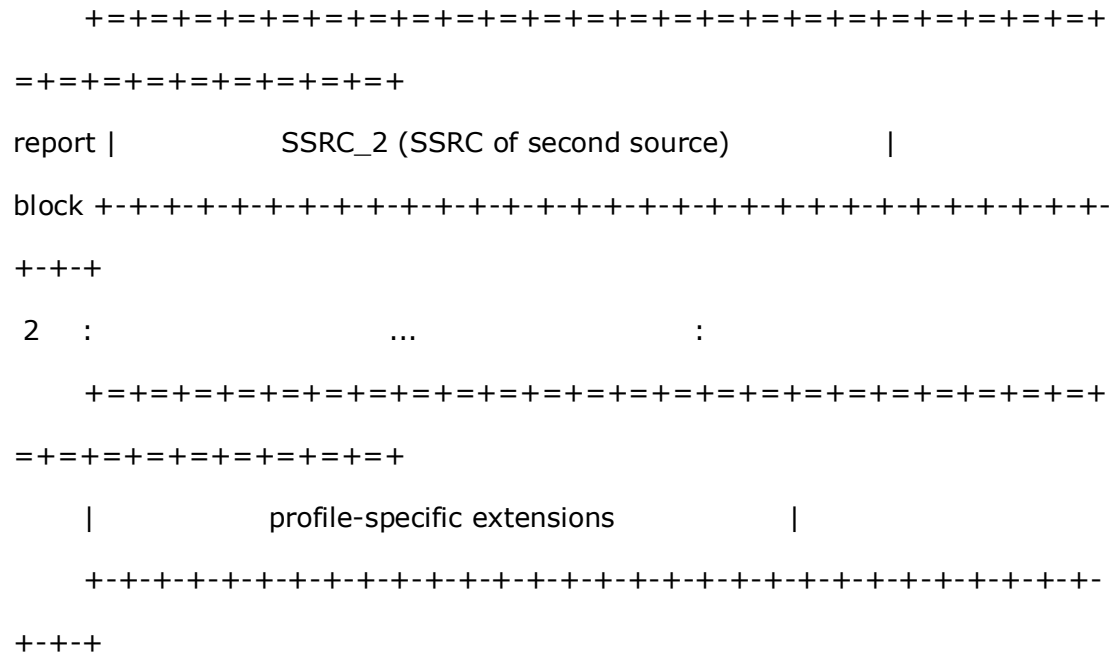 +=+=+=+=+=+=+=+=+=+=+=+=+=+=+=+=+=+=+=+=+=+=+=+
=+=+=+=+=+=+=+=+=+
report | SSRC_2 (SSRC of second source) |
block +-+-+-+-+-+-+-+-+-+-+-+-+-+-+-+-+-+-+-+-+-+-+-+-+-+-+-+-+-+-
+-+-+
2 : ... :
+=+=+=+=+=+=+=+=+=+=+=+=+=+=+=+=+=+=+=+=+=+=+=+
=+=+=+=+=+=+=+=+=+
| profile-specific extensions |
+-+-+-+-+-+-+-+-+-+-+-+-+-+-+-+-+-+-+-+-+-+-+-+-+-+-+-+-+-+-
+-+-+